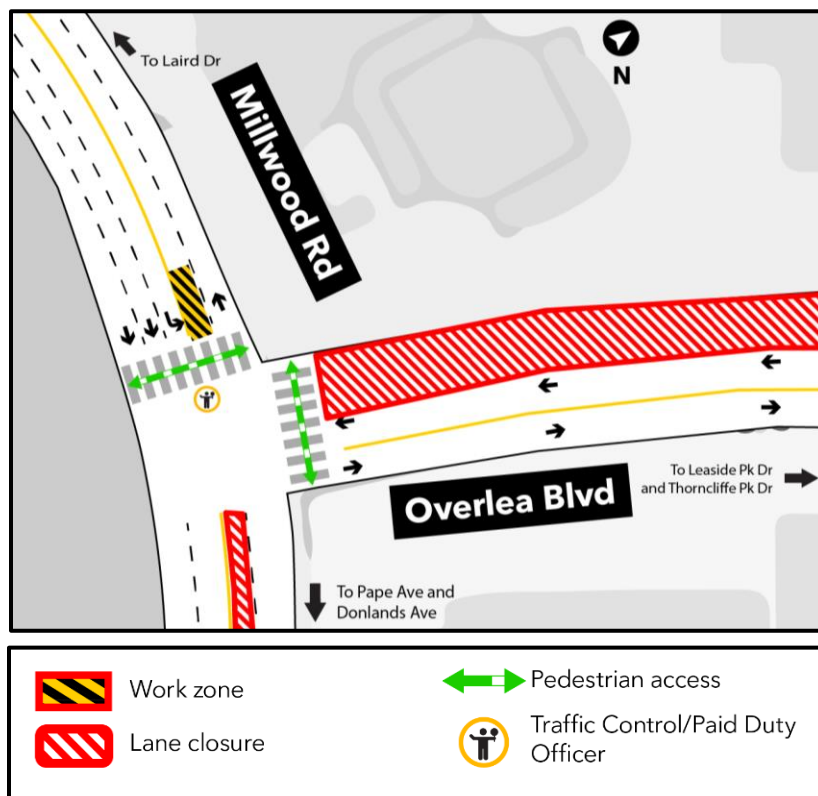 To Laird Dr
N
Millwood Rd
Overlea Blvd
To Leaside Pk Dr
and Thorncliffe Pk Dr
To Pape Ave and
Donlands Ave
Work zone
Pedestrian access
Lane closure
Traffic Control/Paid Duty
Officer